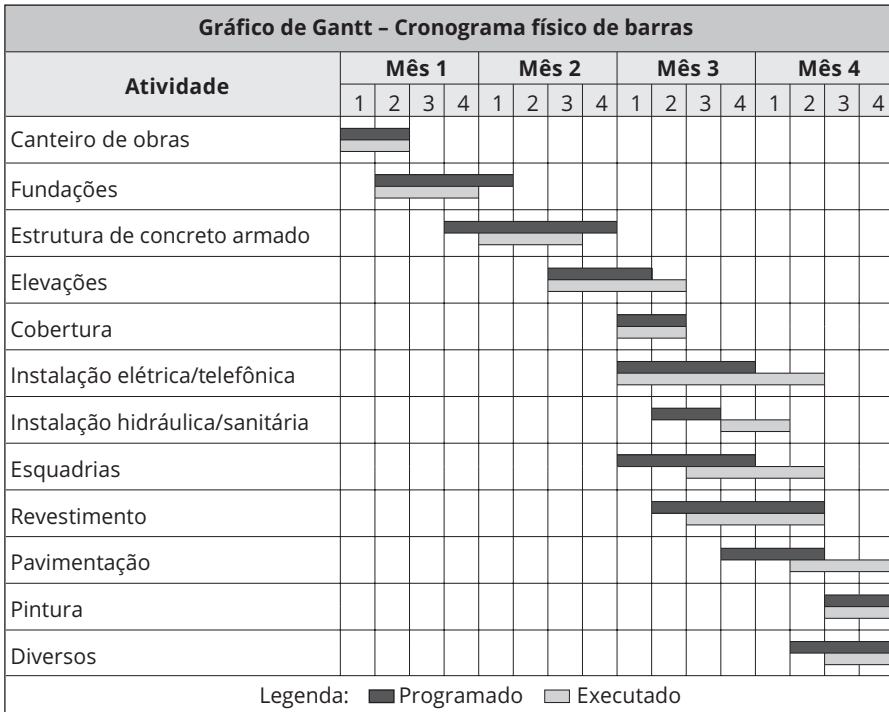 Gráfico de Gantt – Cronograma físico de barras
Atividade
Mês 1 Mês 2 Mês 3 Mês 4
1 2 3 4 1 2 3 4 1 2 3 4 1 2 3 4
Canteiro de obras
Fundações
Estrutura de concreto armado
Elevações
Cobertura
Instalação elétrica/telefônica
Instalação hidráulica/sanitária
Esquadrias
Revestimento
Pavimentação
Pintura
Diversos
Legenda: Programado Executado